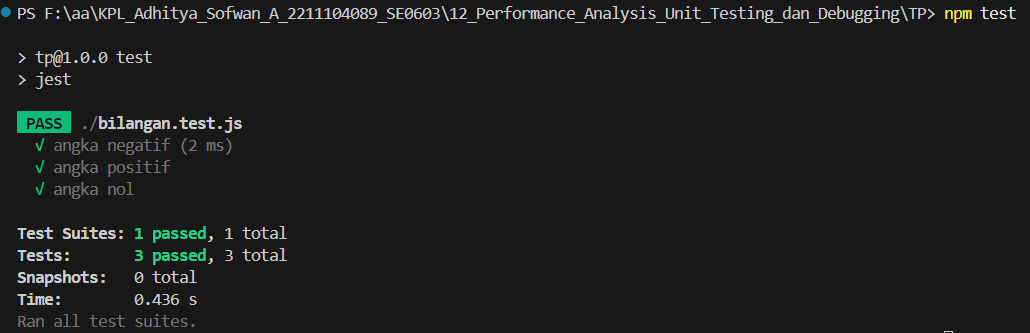 PS F:\aa\KPL_Adhitya_Sofwan_A_2211104089_SE0603\12_Performance_Analysis_Unit_Testing_dan_Debugging\TP> npm test
> tp@1.0.0 test
> jest
PASS ./bilangan.test.js
√ angka negatif (2 ms)
√ angka positif
√ angka nol
Test Suites: 1 passed, 1 total
Tests: 3 passed, 3 total
Snapshots: 0 total
Time: 0.436 s
Ran all test suites.